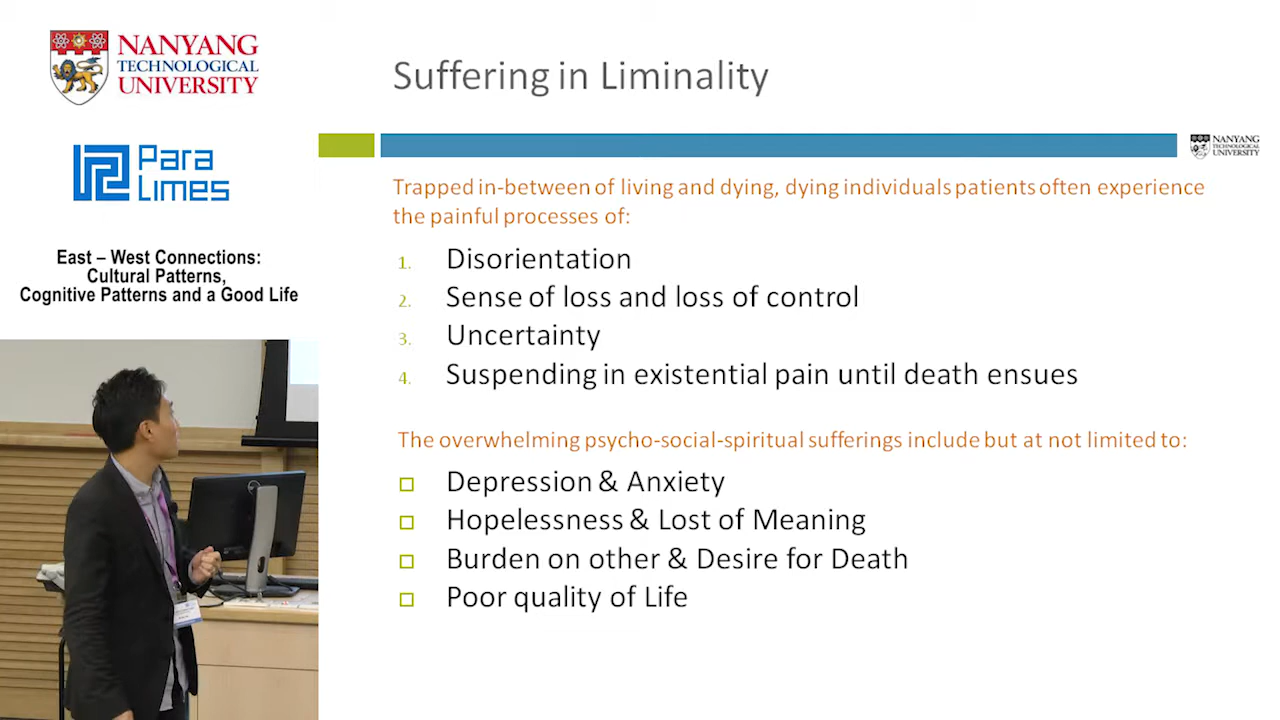 NANYANG
TECHNOLOGICAL
UNIVERSITY
Para
Limes
East – West Connections:
Cultural Patterns,
Cognitive Patterns and a Good Life
Suffering in Liminality
NANYANG
TECHNOLOGICAL
UNIVERSITY
Trapped in-between of living and dying, dying individuals patients often experience
the painful processes of:
1. Disorientation
2. Sense of loss and loss of control
3. Uncertainty
4. Suspending in existential pain until death ensues
The overwhelming psycho-social-spiritual sufferings include but at not limited to:
Depression & Anxiety
Hopelessness & Lost of Meaning
Burden on other & Desire for Death
Poor quality of Life